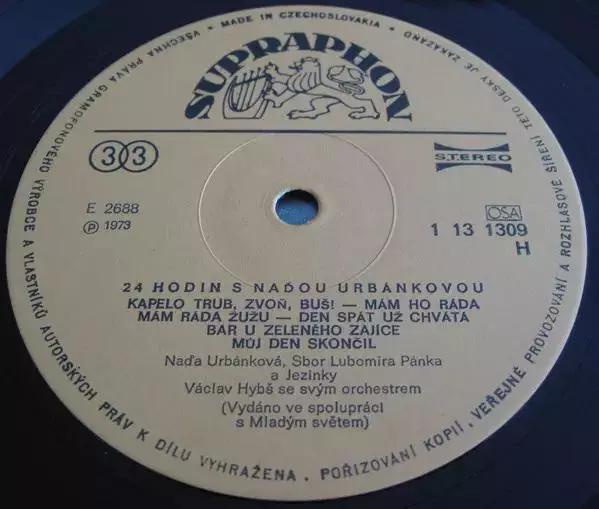 VŠECHNA PRÁVA GRAMOFONOVÉHO VÝROBCE A VLASTNÍKŮ AUTORSKÝCH PRÁV K DÍLU VYHRAŽENA. POŘIZOVÁNÍ KOPIÍ, VEŘEJNÉ PROVOZOVÁNÍ A ROZHLASOVÉ ŠÍŘENÍ TÉTO DESKY JE ZAKÁZÁNO • MADE IN CZECHOSLOVAKIA •
SUPRAPHON
33
STEREO
E 2688
Ⓟ 1973
OSA
1 13 1309
H
24 HODIN S NAĎOU URBÁNKOVOU
KAPELO TRUB, ZVOŇ, BUŠ! — MÁM HO RÁDA
MÁM RÁDA ŽUŽU — DEN SPÁT UŽ CHVÁTÁ
BAR U ZELENÉHO ZAJÍCE
MŮJ DEN SKONČIL
Naďa Urbánková, Sbor Lubomíra Pánka
a Jezinky
Václav Hybš se svým orchestrem
(Vydáno ve spolupráci
s Mladým světem)